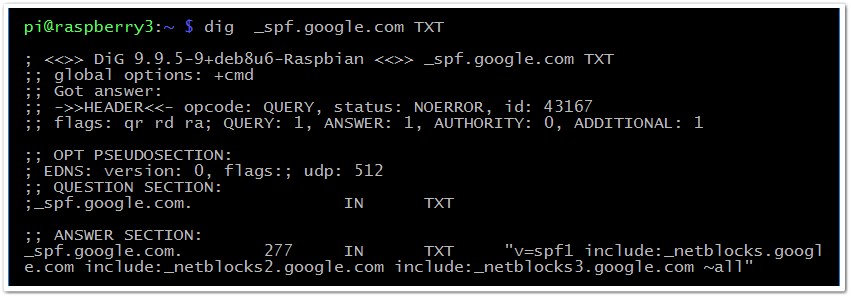 pi@raspberry3:~ $ dig  _spf.google.com TXT
; <<>> DiG 9.9.5-9+deb8u6-Raspbian <<>> _spf.google.com TXT
;; global options: +cmd
;; Got answer:
;; ->>HEADER<<- opcode: QUERY, status: NOERROR, id: 43167
;; flags: qr rd ra; QUERY: 1, ANSWER: 1, AUTHORITY: 0, ADDITIONAL: 1
;; OPT PSEUDOSECTION:
; EDNS: version: 0, flags:; udp: 512
;; QUESTION SECTION:
;_spf.google.com.               IN      TXT
;; ANSWER SECTION:
_spf.google.com.        277     IN      TXT     "v=spf1 include:_netblocks.googl
e.com include:_netblocks2.google.com include:_netblocks3.google.com ~all"